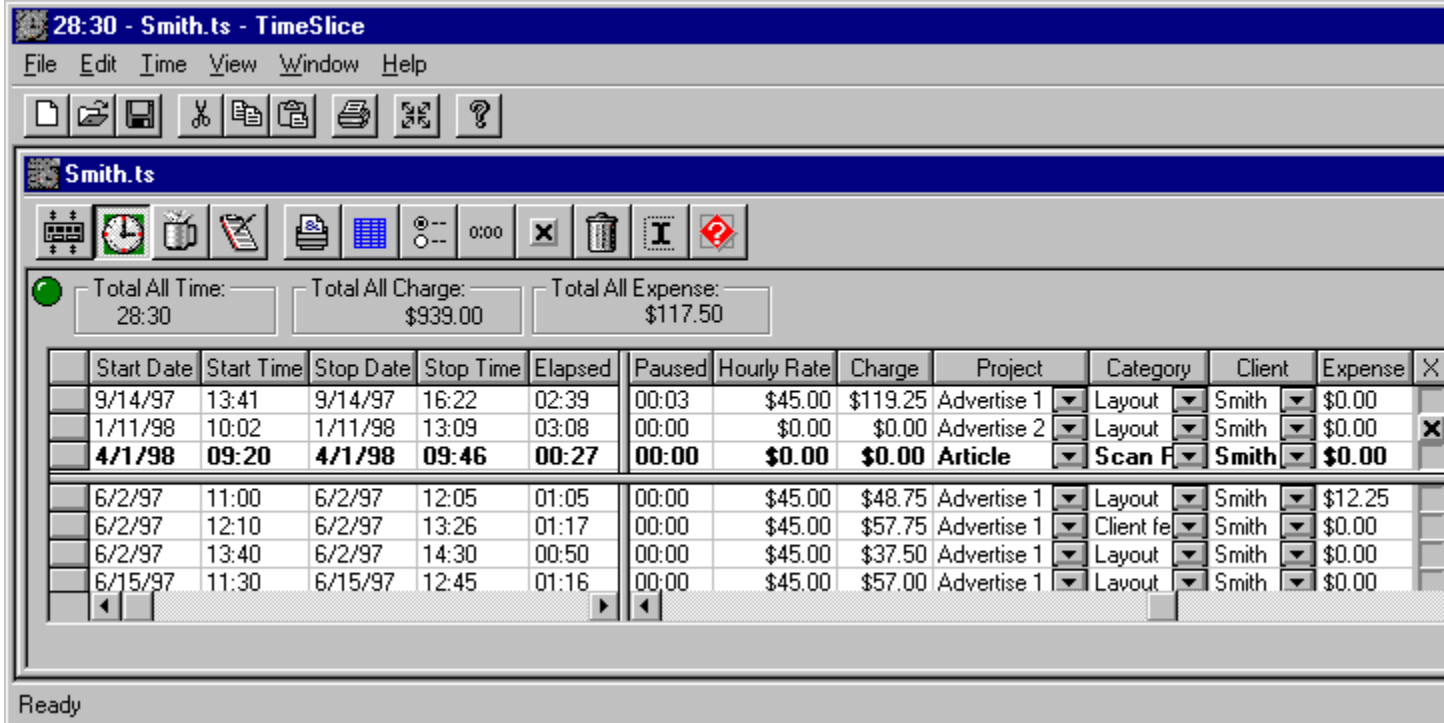 28:30 - Smith.ts - TimeSlice
File Edit Time View Window Help
Smith.ts
0:00
Total All Time: Total All Charge: Total All Expense:
28:30 $939.00 $117.50
Start Date Start Time Stop Date Stop Time Elapsed Paused Hourly Rate Charge Project Category Client Expense X
9/14/97 13:41 9/14/97 16:22 02:39 00:03 $45.00 $119.25 Advertise 1 Layout Smith $0.00
1/11/98 10:02 1/11/98 13:09 03:08 00:00 $0.00 $0.00 Advertise 2 Layout Smith $0.00 X
4/1/98 09:20 4/1/98 09:46 00:27 00:00 $0.00 $0.00 Article Scan F Smith $0.00
6/2/97 11:00 6/2/97 12:05 01:05 00:00 $45.00 $48.75 Advertise 1 Layout Smith $12.25
6/2/97 12:10 6/2/97 13:26 01:17 00:00 $45.00 $57.75 Advertise 1 Client fe Smith $0.00
6/2/97 13:40 6/2/97 14:30 00:50 00:00 $45.00 $37.50 Advertise 1 Layout Smith $0.00
6/15/97 11:30 6/15/97 12:45 01:16 00:00 $45.00 $57.00 Advertise 1 Layout Smith $0.00
Ready